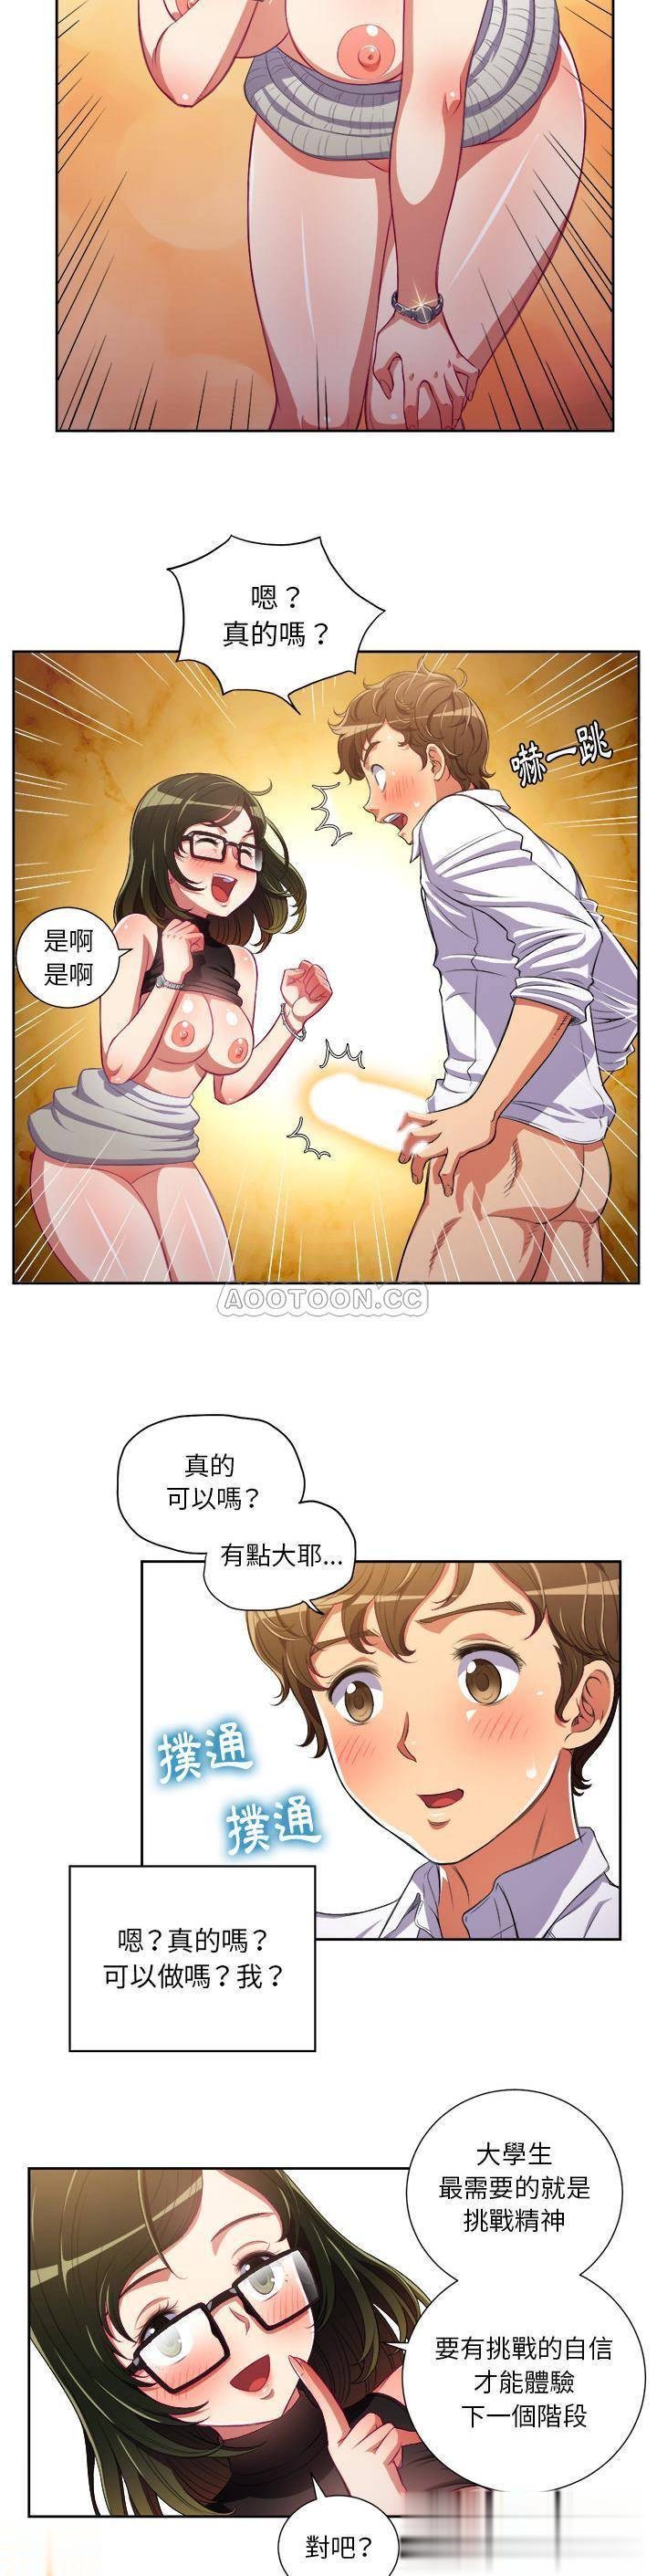 嗯？
真的嗎？
嚇一跳
是啊
是啊
AOOTOON.CC
真的
可以嗎？
有點大耶...
撲通
撲通
嗯？真的嗎？
可以做嗎？我？
大學生
最需要的就是
挑戰精神
要有挑戰的自信
才能體驗
下一個階段
對吧？